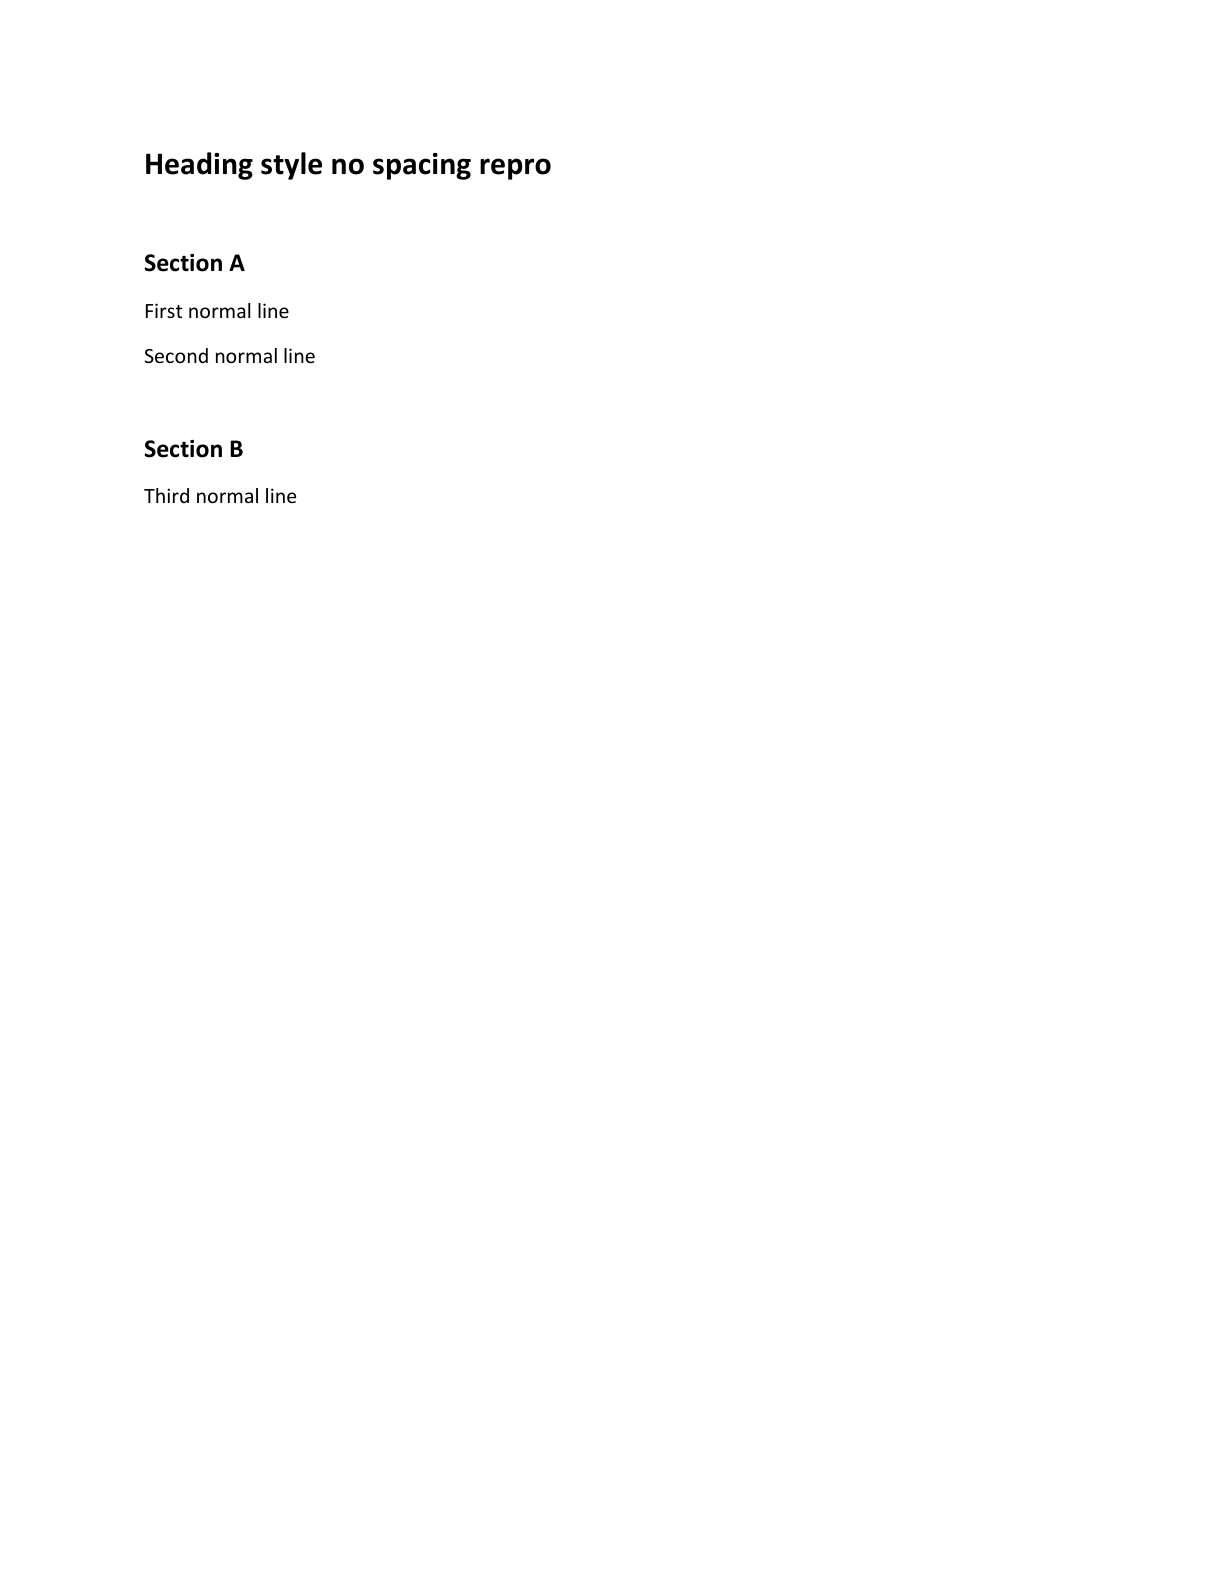 Heading style no spacing repro
Section A
First normal line
Second normal line
Section B
Third normal line